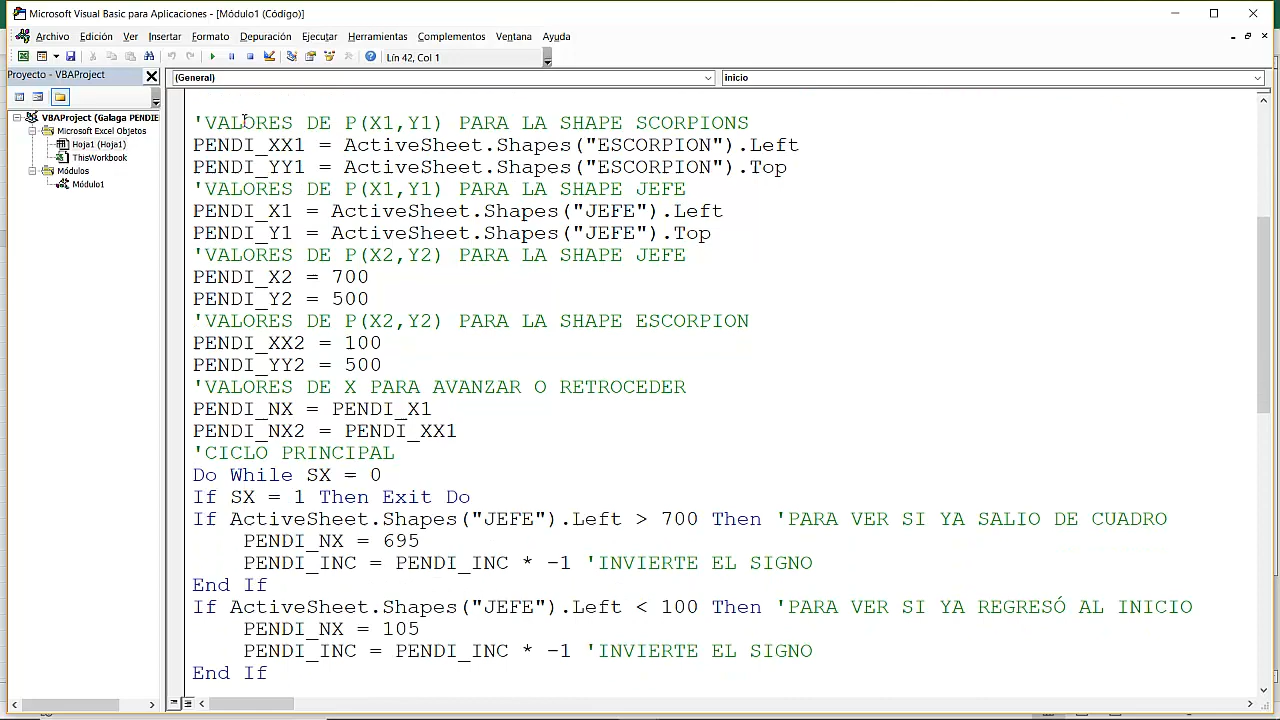 Microsoft Visual Basic para Aplicaciones - [Módulo1 (Código)]
Archivo Edición Ver Insertar Formato Depuración Ejecutar Herramientas Complementos Ventana Ayuda
Lín 42, Col 1
Proyecto - VBAProject
(General)
inicio
VBAProject (Galaga PENDIE
Microsoft Excel Objetos
Hoja1 (Hoja1)
ThisWorkbook
Módulos
Módulo1
'VALORES DE P(X1,Y1) PARA LA SHAPE SCORPIONS
PENDI_XX1 = ActiveSheet.Shapes("ESCORPION").Left
PENDI_YY1 = ActiveSheet.Shapes("ESCORPION").Top
'VALORES DE P(X1,Y1) PARA LA SHAPE JEFE
PENDI_X1 = ActiveSheet.Shapes("JEFE").Left
PENDI_Y1 = ActiveSheet.Shapes("JEFE").Top
'VALORES DE P(X2,Y2) PARA LA SHAPE JEFE
PENDI_X2 = 700
PENDI_Y2 = 500
'VALORES DE P(X2,Y2) PARA LA SHAPE ESCORPION
PENDI_XX2 = 100
PENDI_YY2 = 500
'VALORES DE X PARA AVANZAR O RETROCEDER
PENDI_NX = PENDI_X1
PENDI_NX2 = PENDI_XX1
'CICLO PRINCIPAL
Do While SX = 0
If SX = 1 Then Exit Do
If ActiveSheet.Shapes("JEFE").Left > 700 Then 'PARA VER SI YA SALIO DE CUADRO
PENDI_NX = 695
PENDI_INC = PENDI_INC * -1 'INVIERTE EL SIGNO
End If
If ActiveSheet.Shapes("JEFE").Left < 100 Then 'PARA VER SI YA REGRESÓ AL INICIO
PENDI_NX = 105
PENDI_INC = PENDI_INC * -1 'INVIERTE EL SIGNO
End If